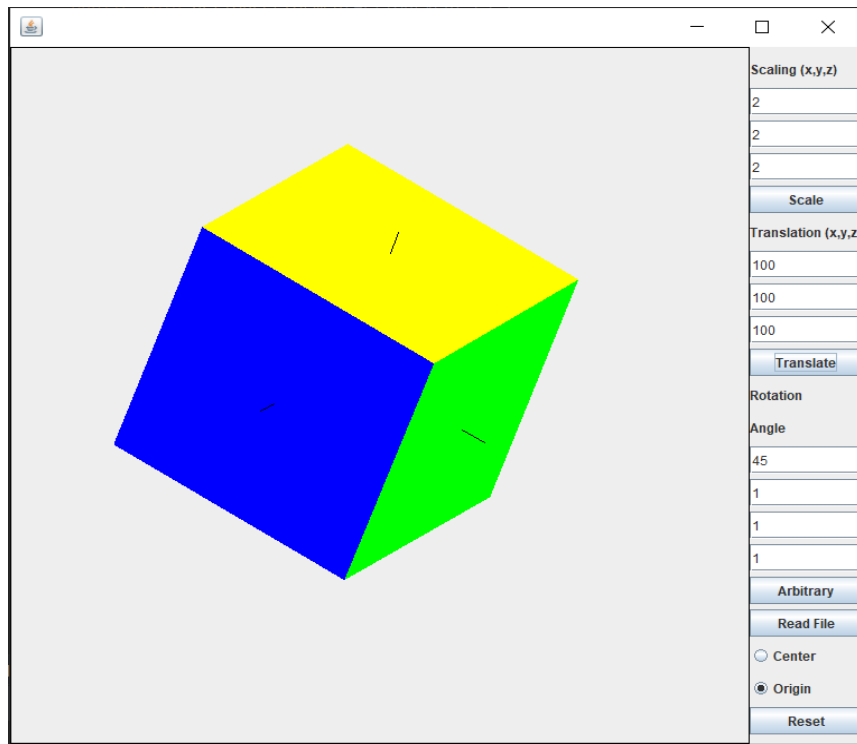 Scaling (x,y,z)
2
2
2
Scale
Translation (x,y,z
100
100
100
Translate
Rotation
Angle
45
1
1
1
Arbitrary
Read File
Center
Origin
Reset